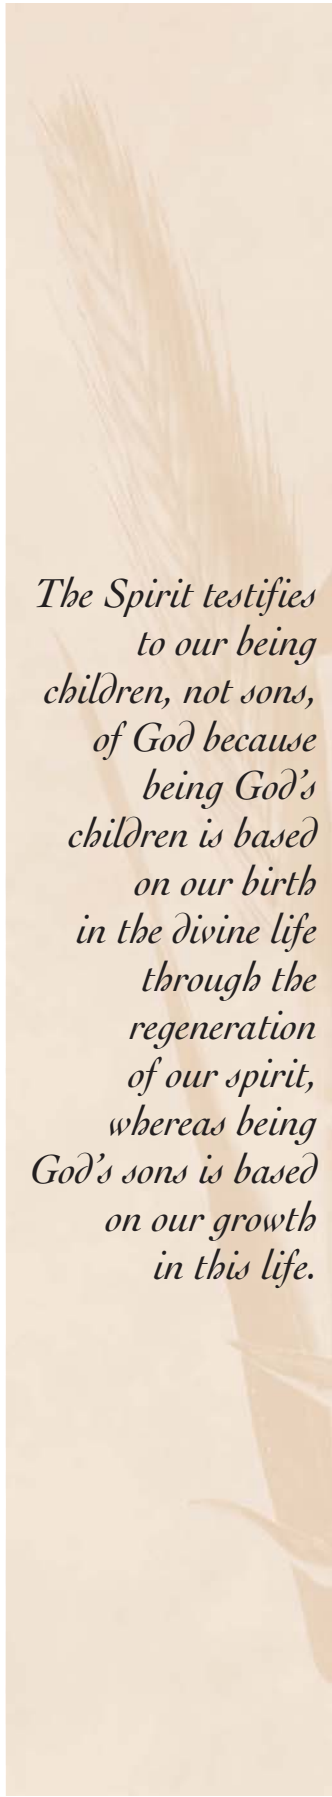 The Spirit testifies
to our being
children, not sons,
of God because
being God's
children is based
on our birth
in the divine life
through the
regeneration
of our spirit,
whereas being
God's sons is based
on our growth
in this life.